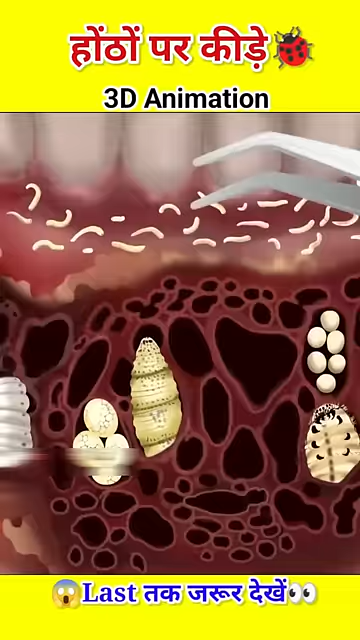 होंठों पर कीड़े🐞
3D Animation
😱Last तक जरूर देखें👀